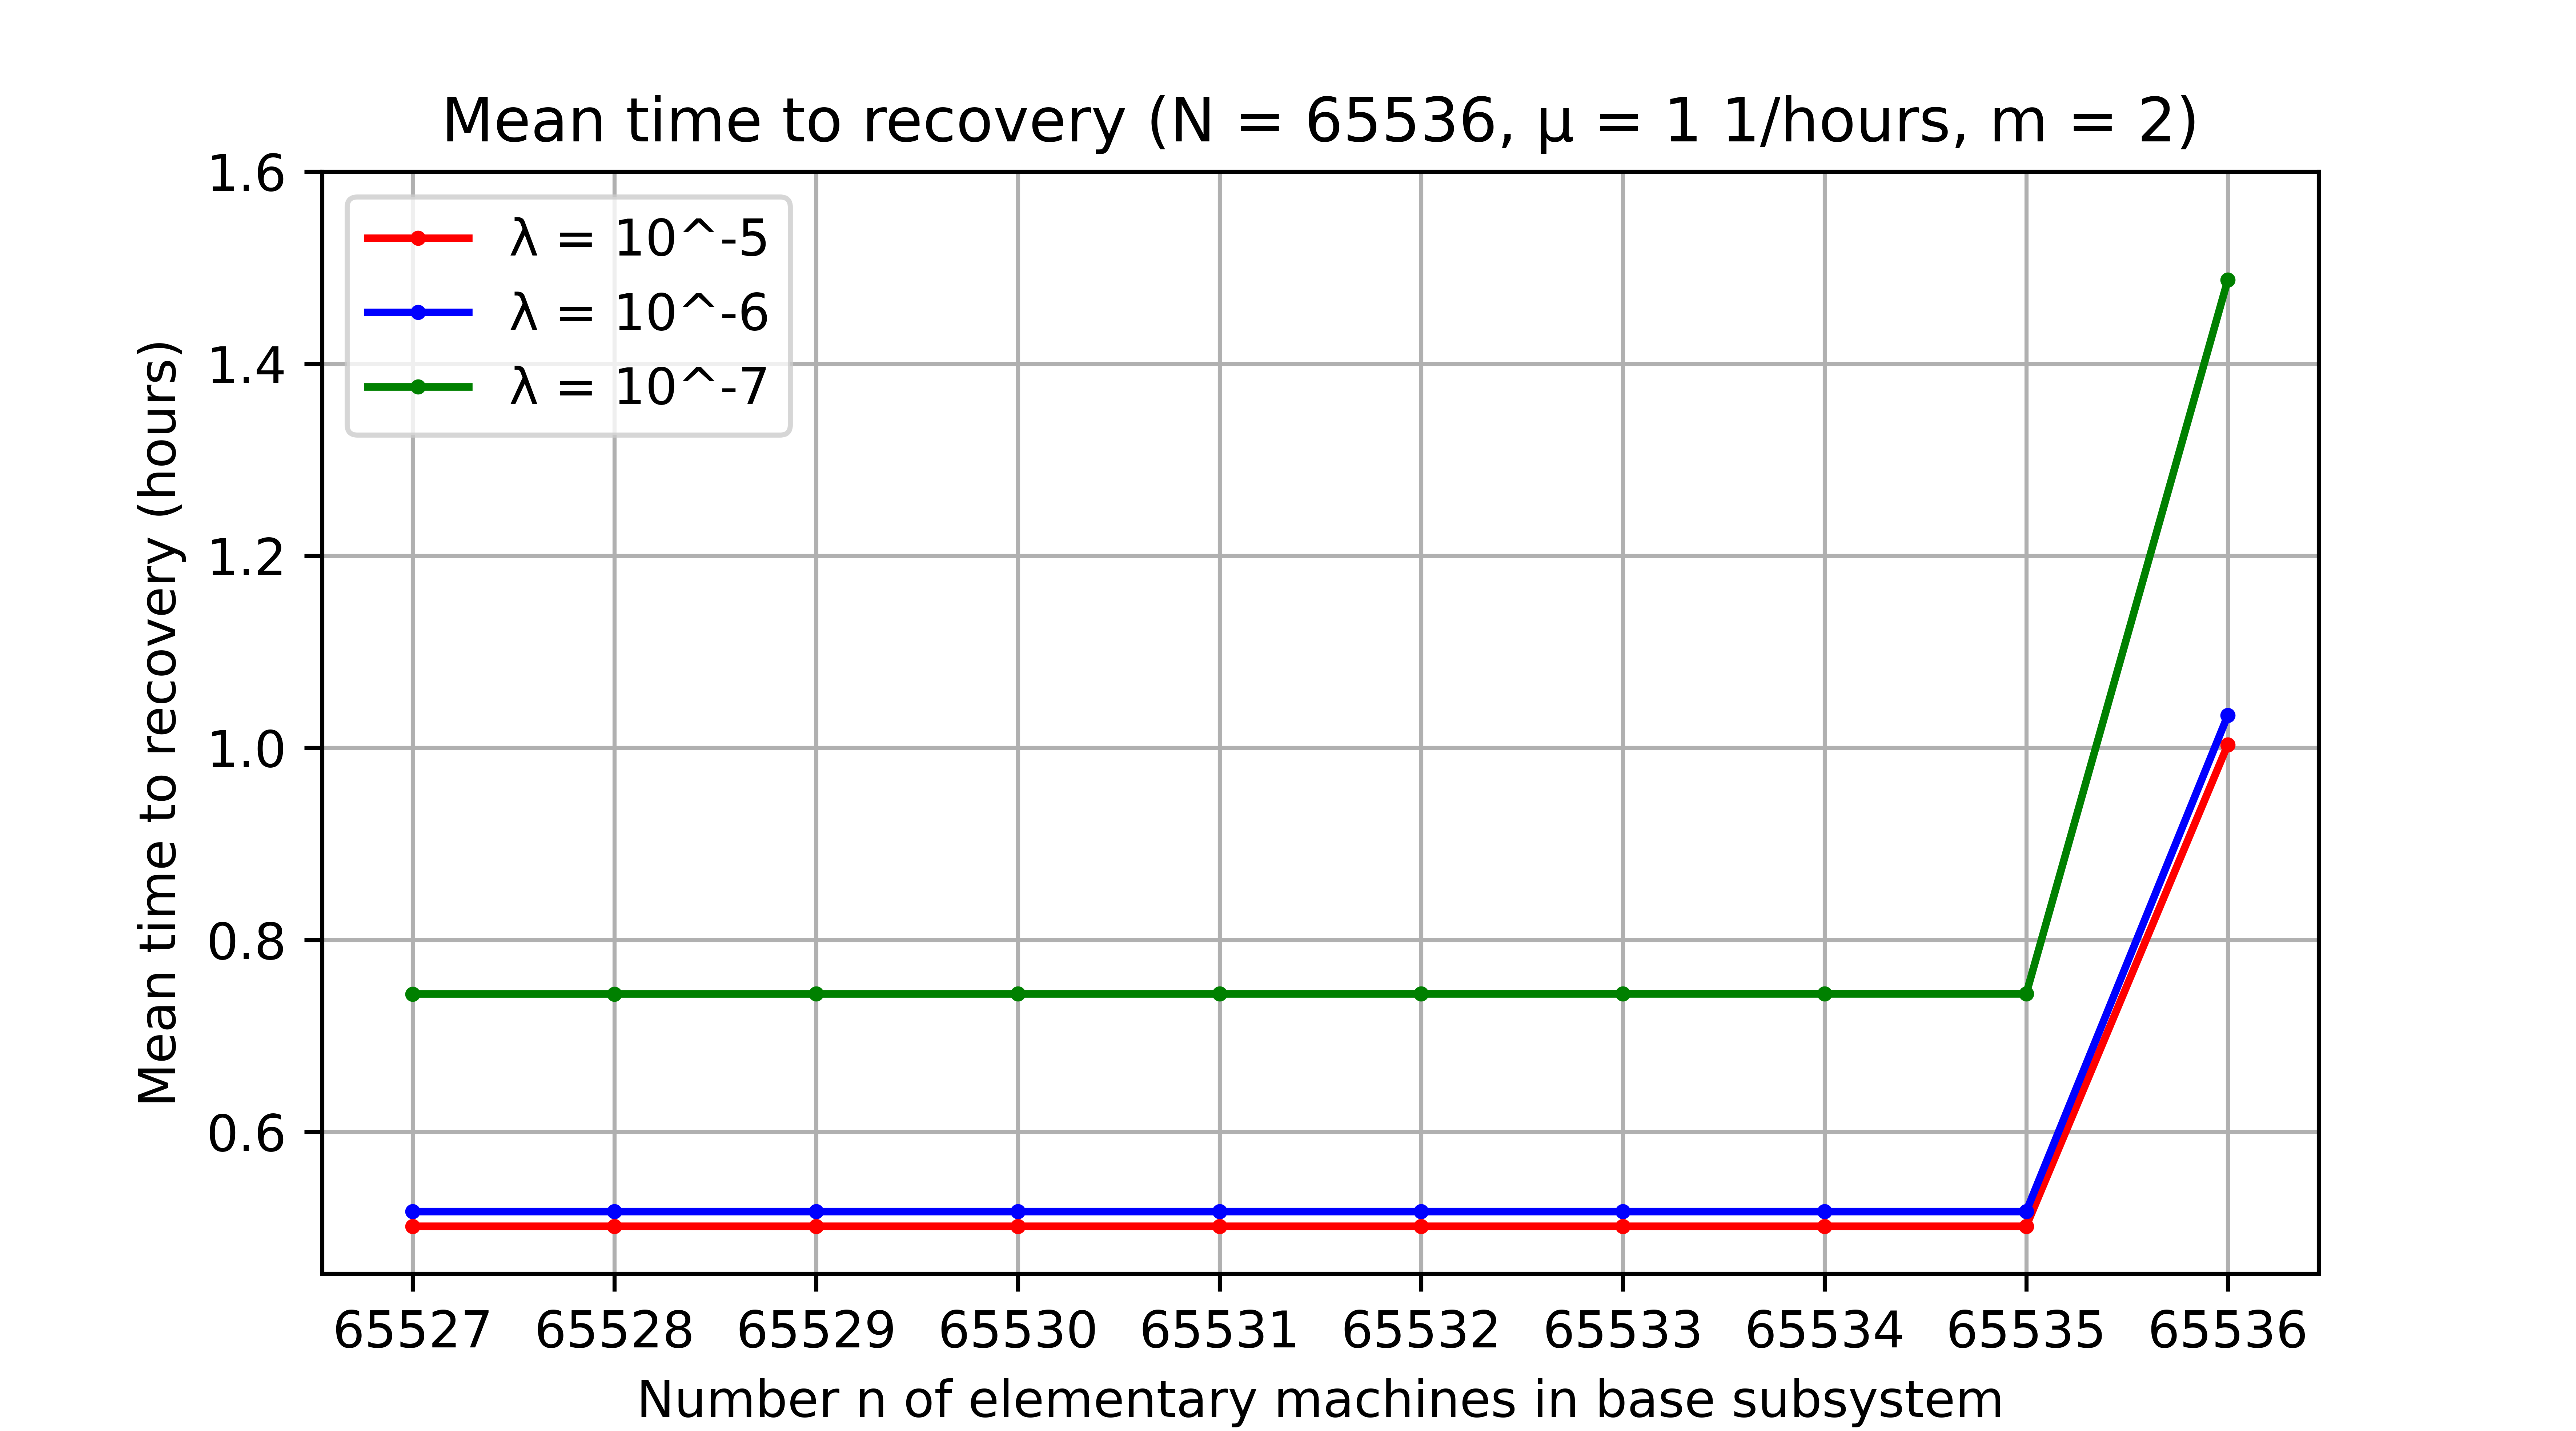 Mean time to recovery (N = 65536, μ = 1 1/hours, m = 2)
1.6
1.4
1.2
1.0
0.8
0.6
Mean time to recovery (hours)
λ = 10^-5
λ = 10^-6
λ = 10^-7
65527 65528 65529 65530 65531 65532 65533 65534 65535 65536
Number n of elementary machines in base subsystem